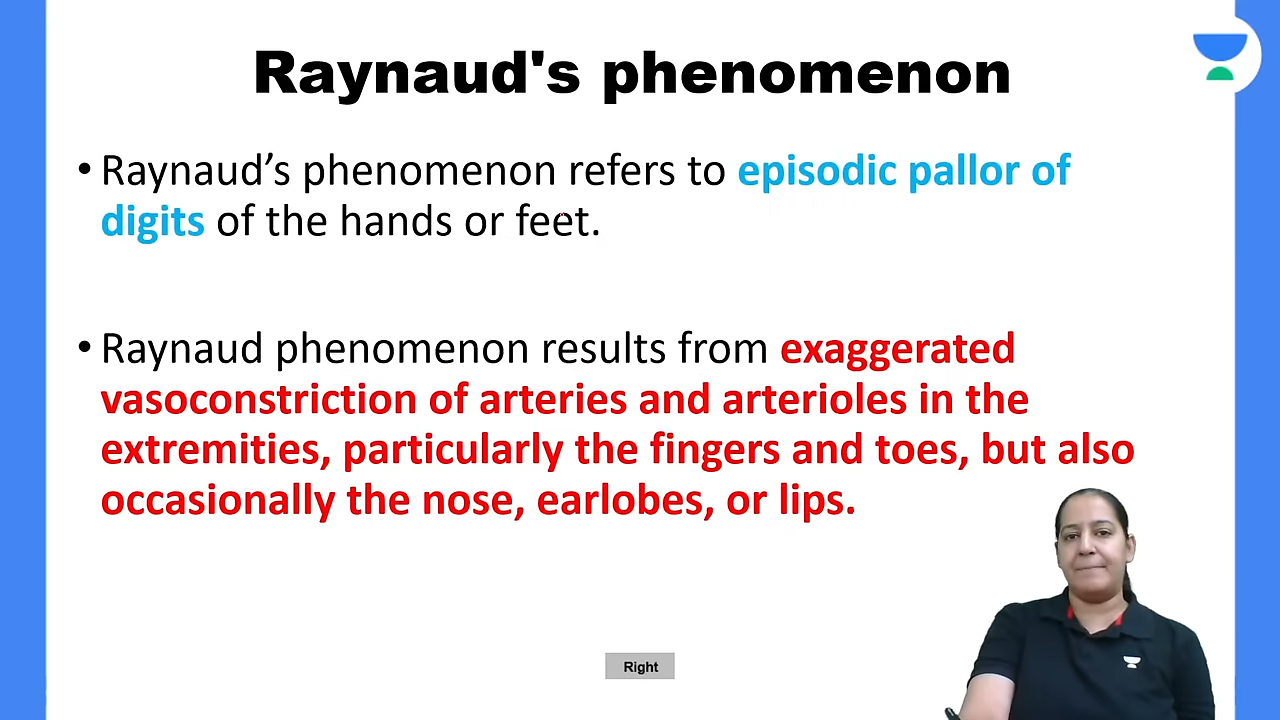 Raynaud's phenomenon
• Raynaud’s phenomenon refers to episodic pallor of
digits of the hands or feet.
• Raynaud phenomenon results from exaggerated
vasoconstriction of arteries and arterioles in the
extremities, particularly the fingers and toes, but also
occasionally the nose, earlobes, or lips.
Right